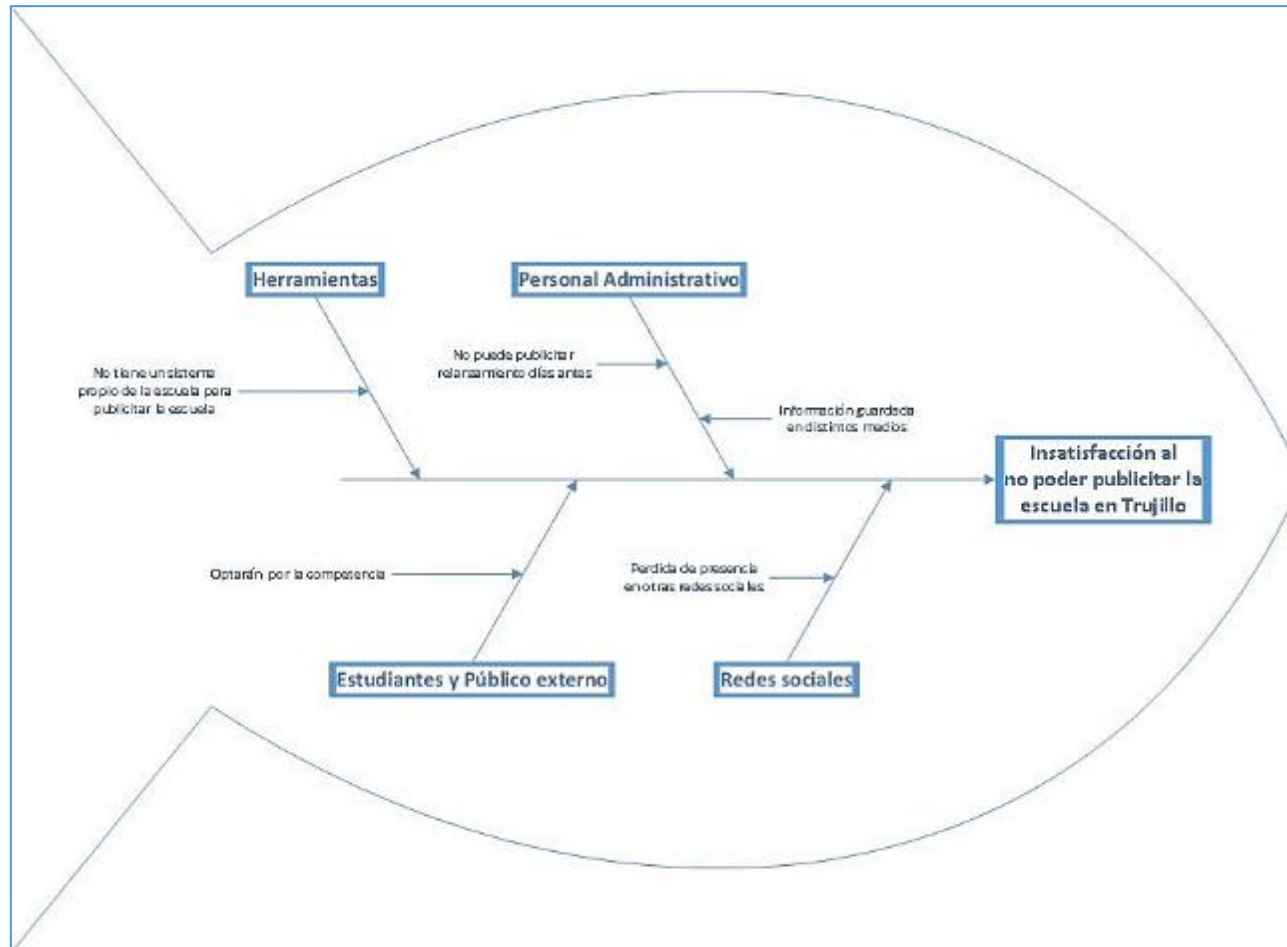 Herramientas
Personal Administrativo
No puede publicitar
relanzamiento días antes
No tiene un sistema
propio de la escuela para
publicitar la escuela
Información guardada
en distintos medios
Insatisfacción al
no poder publicitar la
escuela en Trujillo
Optarán por la competencia
Perdida de presencia
en otras redes sociales
Estudiantes y Público externo
Redes sociales